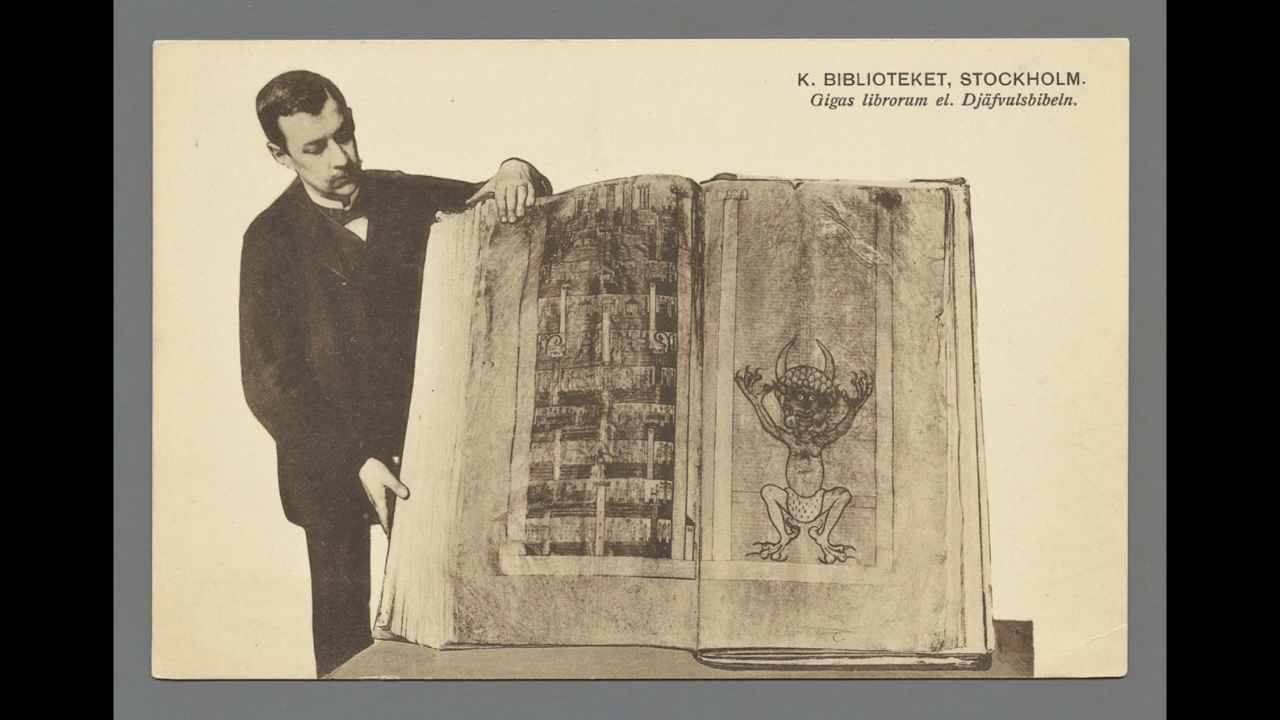 K. BIBLIOTEKET, STOCKHOLM.
Gigas librorum el. Djäfvulsbibeln.